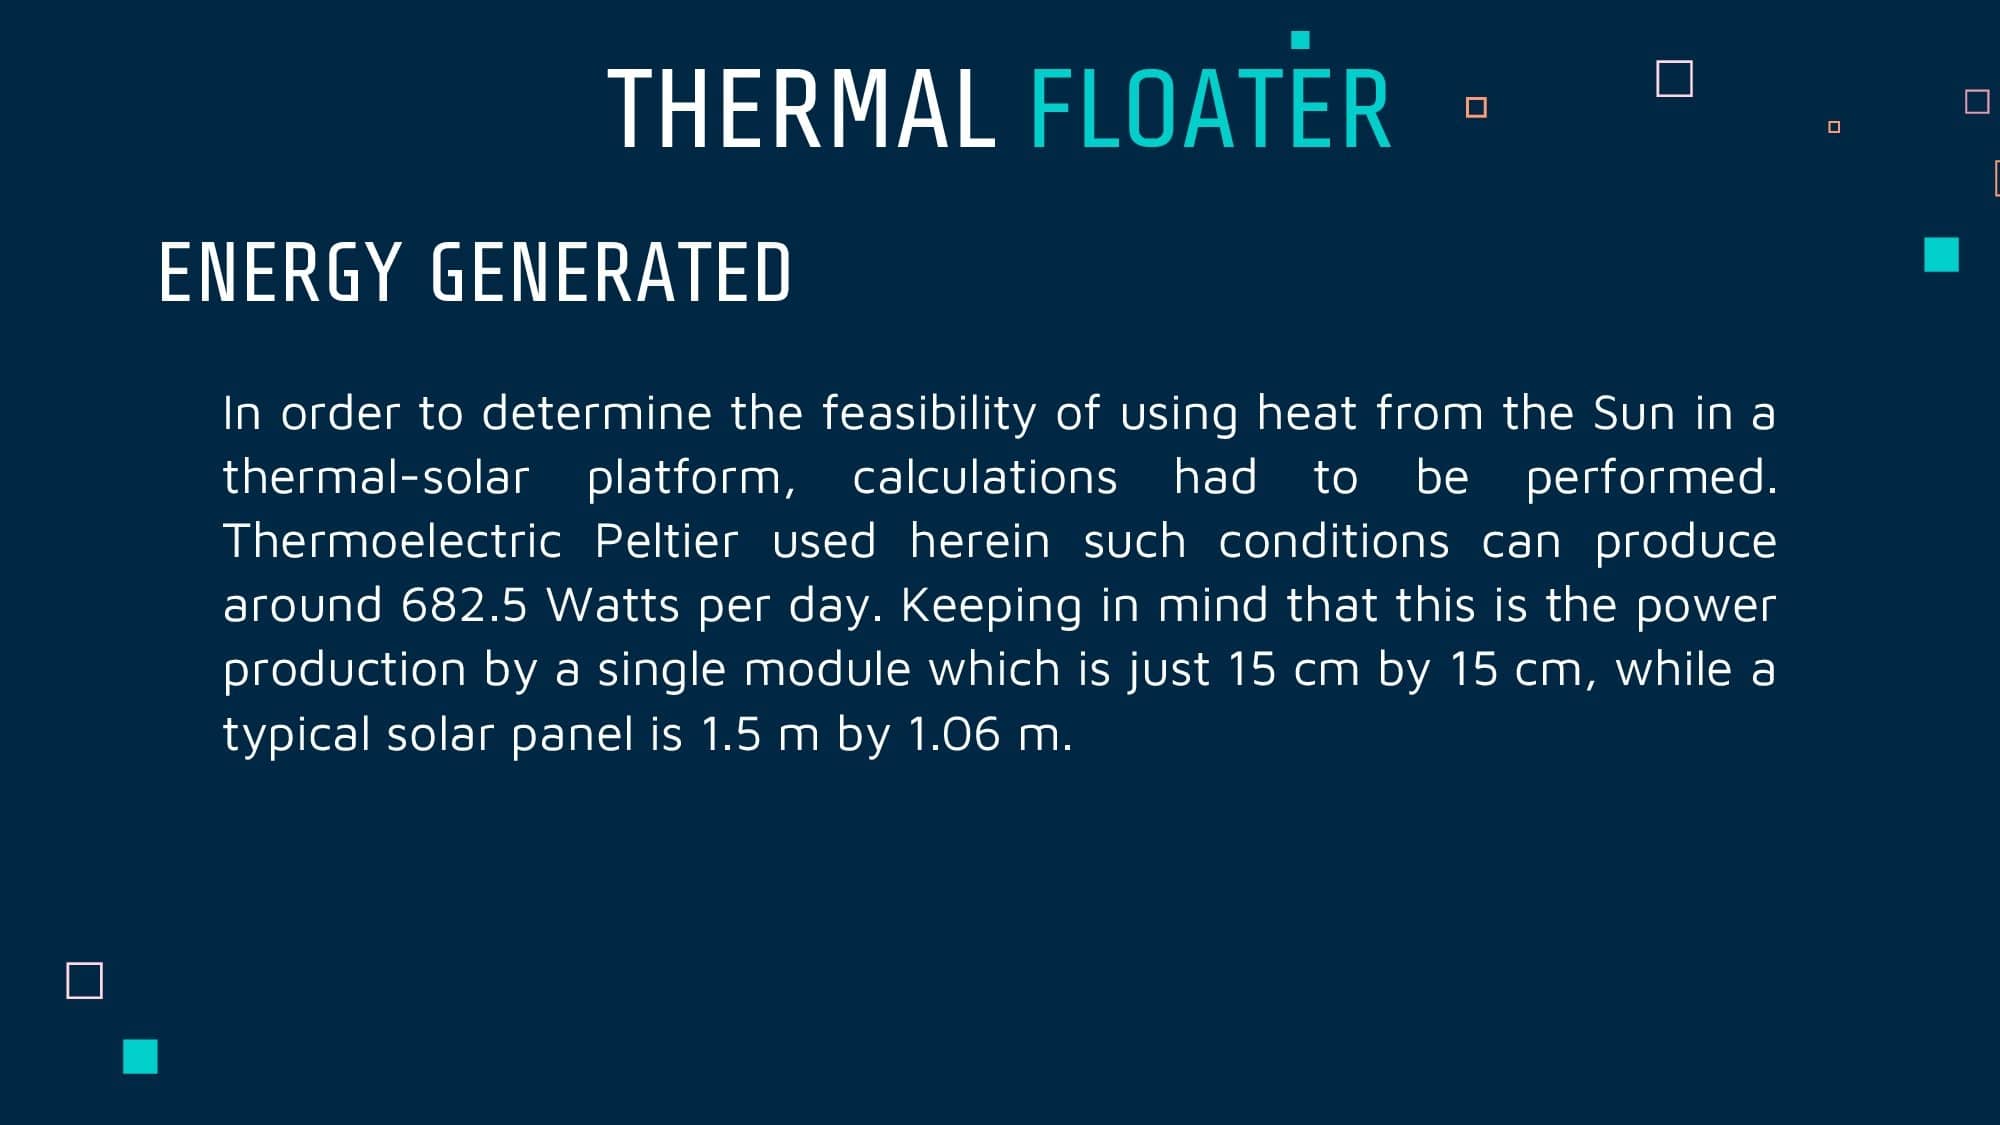 THERMAL FLOATER
ENERGY GENERATED
In order to determine the feasibility of using heat from the Sun in a
thermal-solar platform, calculations had to be performed.
Thermoelectric Peltier used herein such conditions can produce
around 682.5 Watts per day. Keeping in mind that this is the power
production by a single module which is just 15 cm by 15 cm, while a
typical solar panel is 1.5 m by 1.06 m.